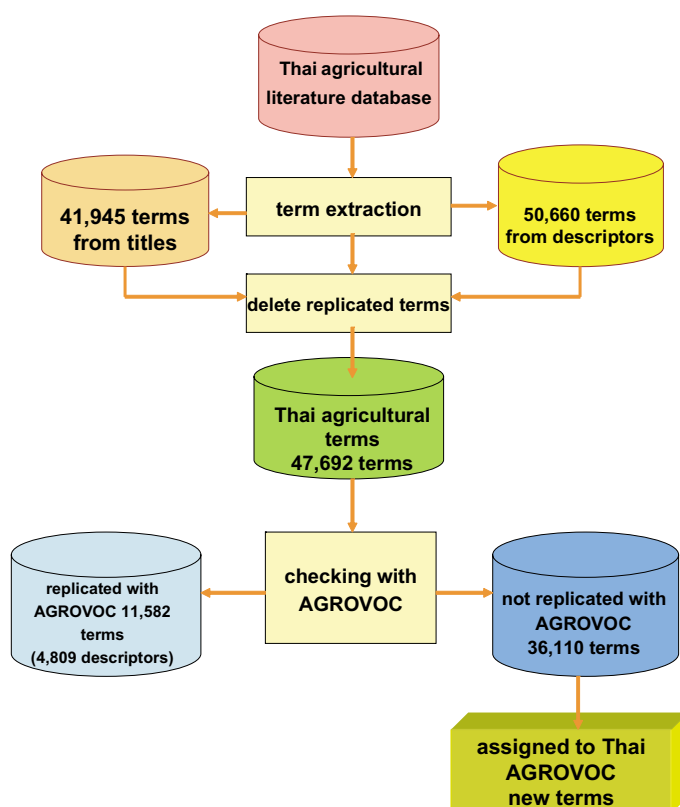 Thai agricultural
literature database
term extraction
41,945 terms
from titles
50,660 terms
from descriptors
delete replicated terms
Thai agricultural
terms
47,692 terms
replicated with
AGROVOC 11,582
terms
(4,809 descriptors)
checking with
AGROVOC
not replicated with
AGROVOC
36,110 terms
assigned to Thai
AGROVOC
new terms